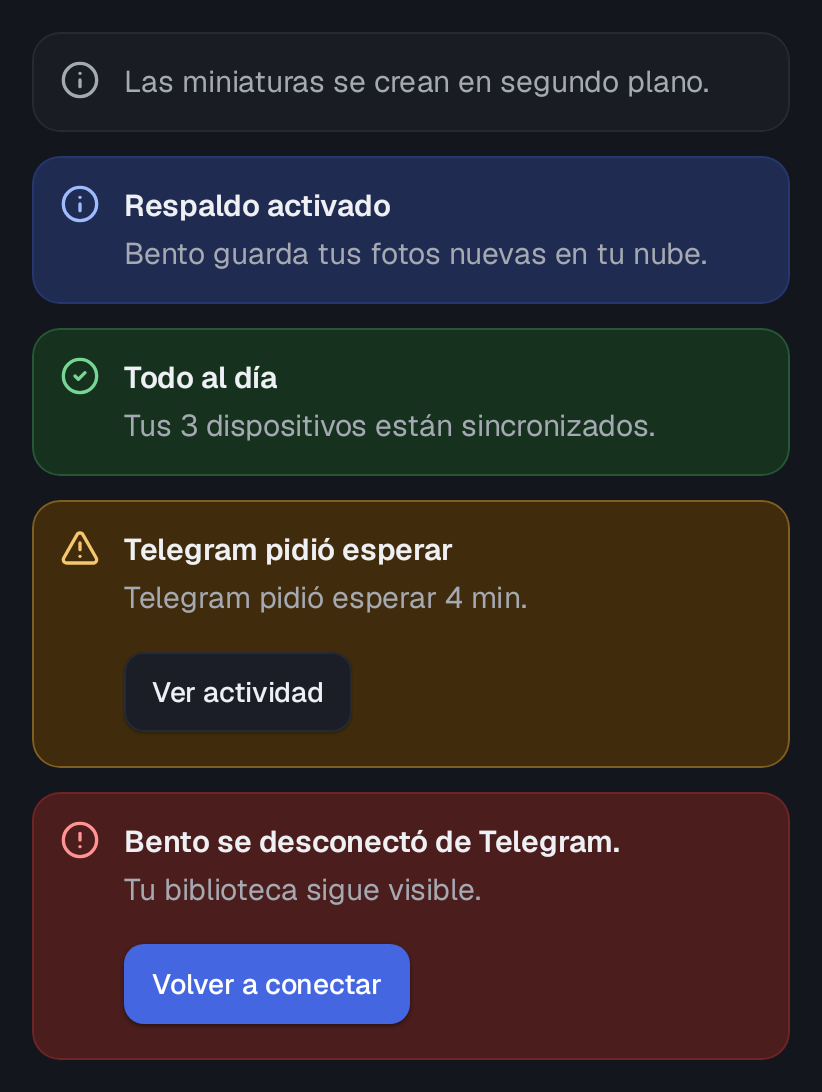 Las miniaturas se crean en segundo plano.
Respaldo activado
Bento guarda tus fotos nuevas en tu nube.
Todo al día
Tus 3 dispositivos están sincronizados.
Telegram pidió esperar
Telegram pidió esperar 4 min.
Ver actividad
Bento se desconectó de Telegram.
Tu biblioteca sigue visible.
Volver a conectar